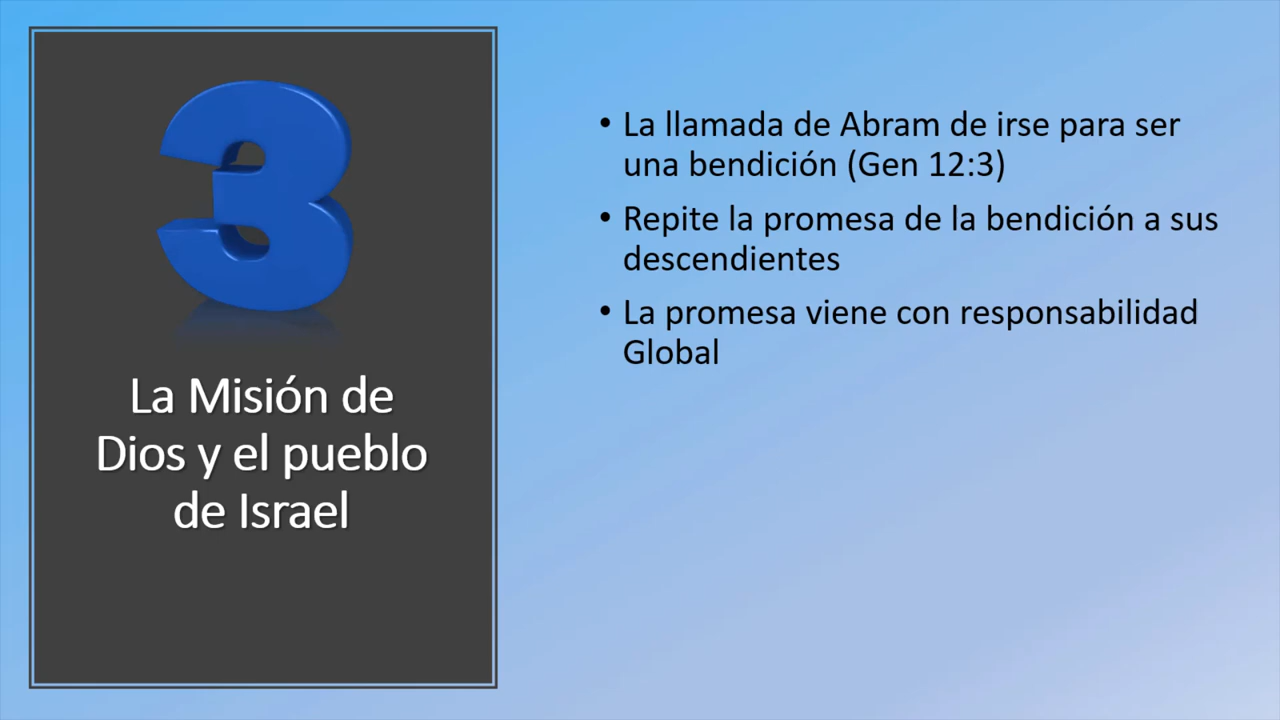 3
La Misión de
Dios y el pueblo
de Israel
• La llamada de Abram de irse para ser
una bendición (Gen 12:3)
• Repite la promesa de la bendición a sus
descendientes
• La promesa viene con responsabilidad
Global